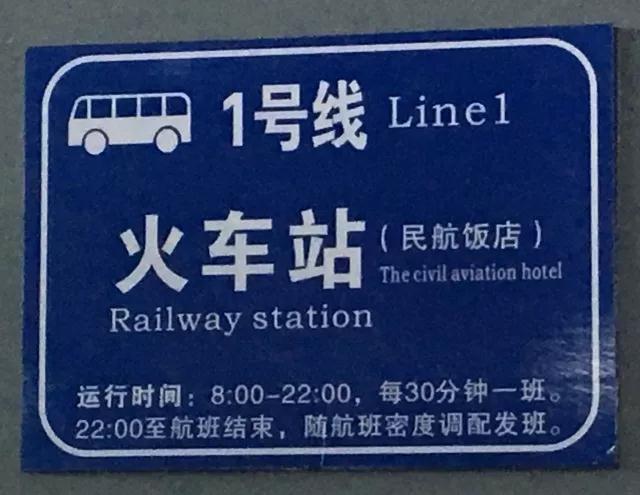 1号线 Line1
火车站（民航饭店）
The civil aviation hotel
Railway station
运行时间：8:00-22:00，每30分钟一班。
22:00至航班结束，随航班密度调配发班。